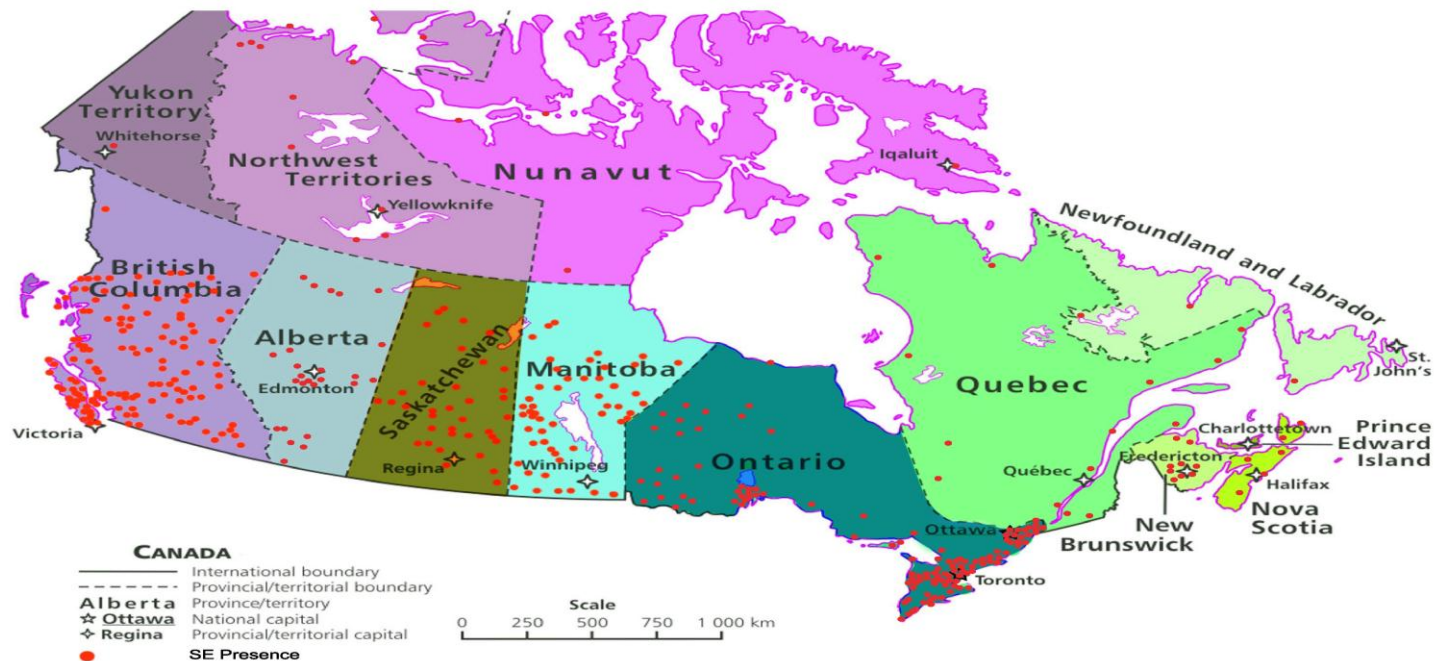 Yukon
Territory
Whitehorse
Northwest
Territories
Yellowknife
Nunavut
Iqaluit
Newfoundland and Labrador
British
Columbia
Alberta
Edmonton
Saskatchewan
Regina
Manitoba
Winnipeg
Ontario
Quebec
Québec
St.
John's
Victoria
Charlottetown
Prince
Edward
Island
Fredericton
Halifax
Nova
Scotia
New
Brunswick
Ottawa
Toronto
CANADA
International boundary
Provincial/territorial boundary
Alberta Province/territory
Ottawa National capital
Regina Provincial/territorial capital
SE Presence
Scale
0 250 500 750 1 000 km